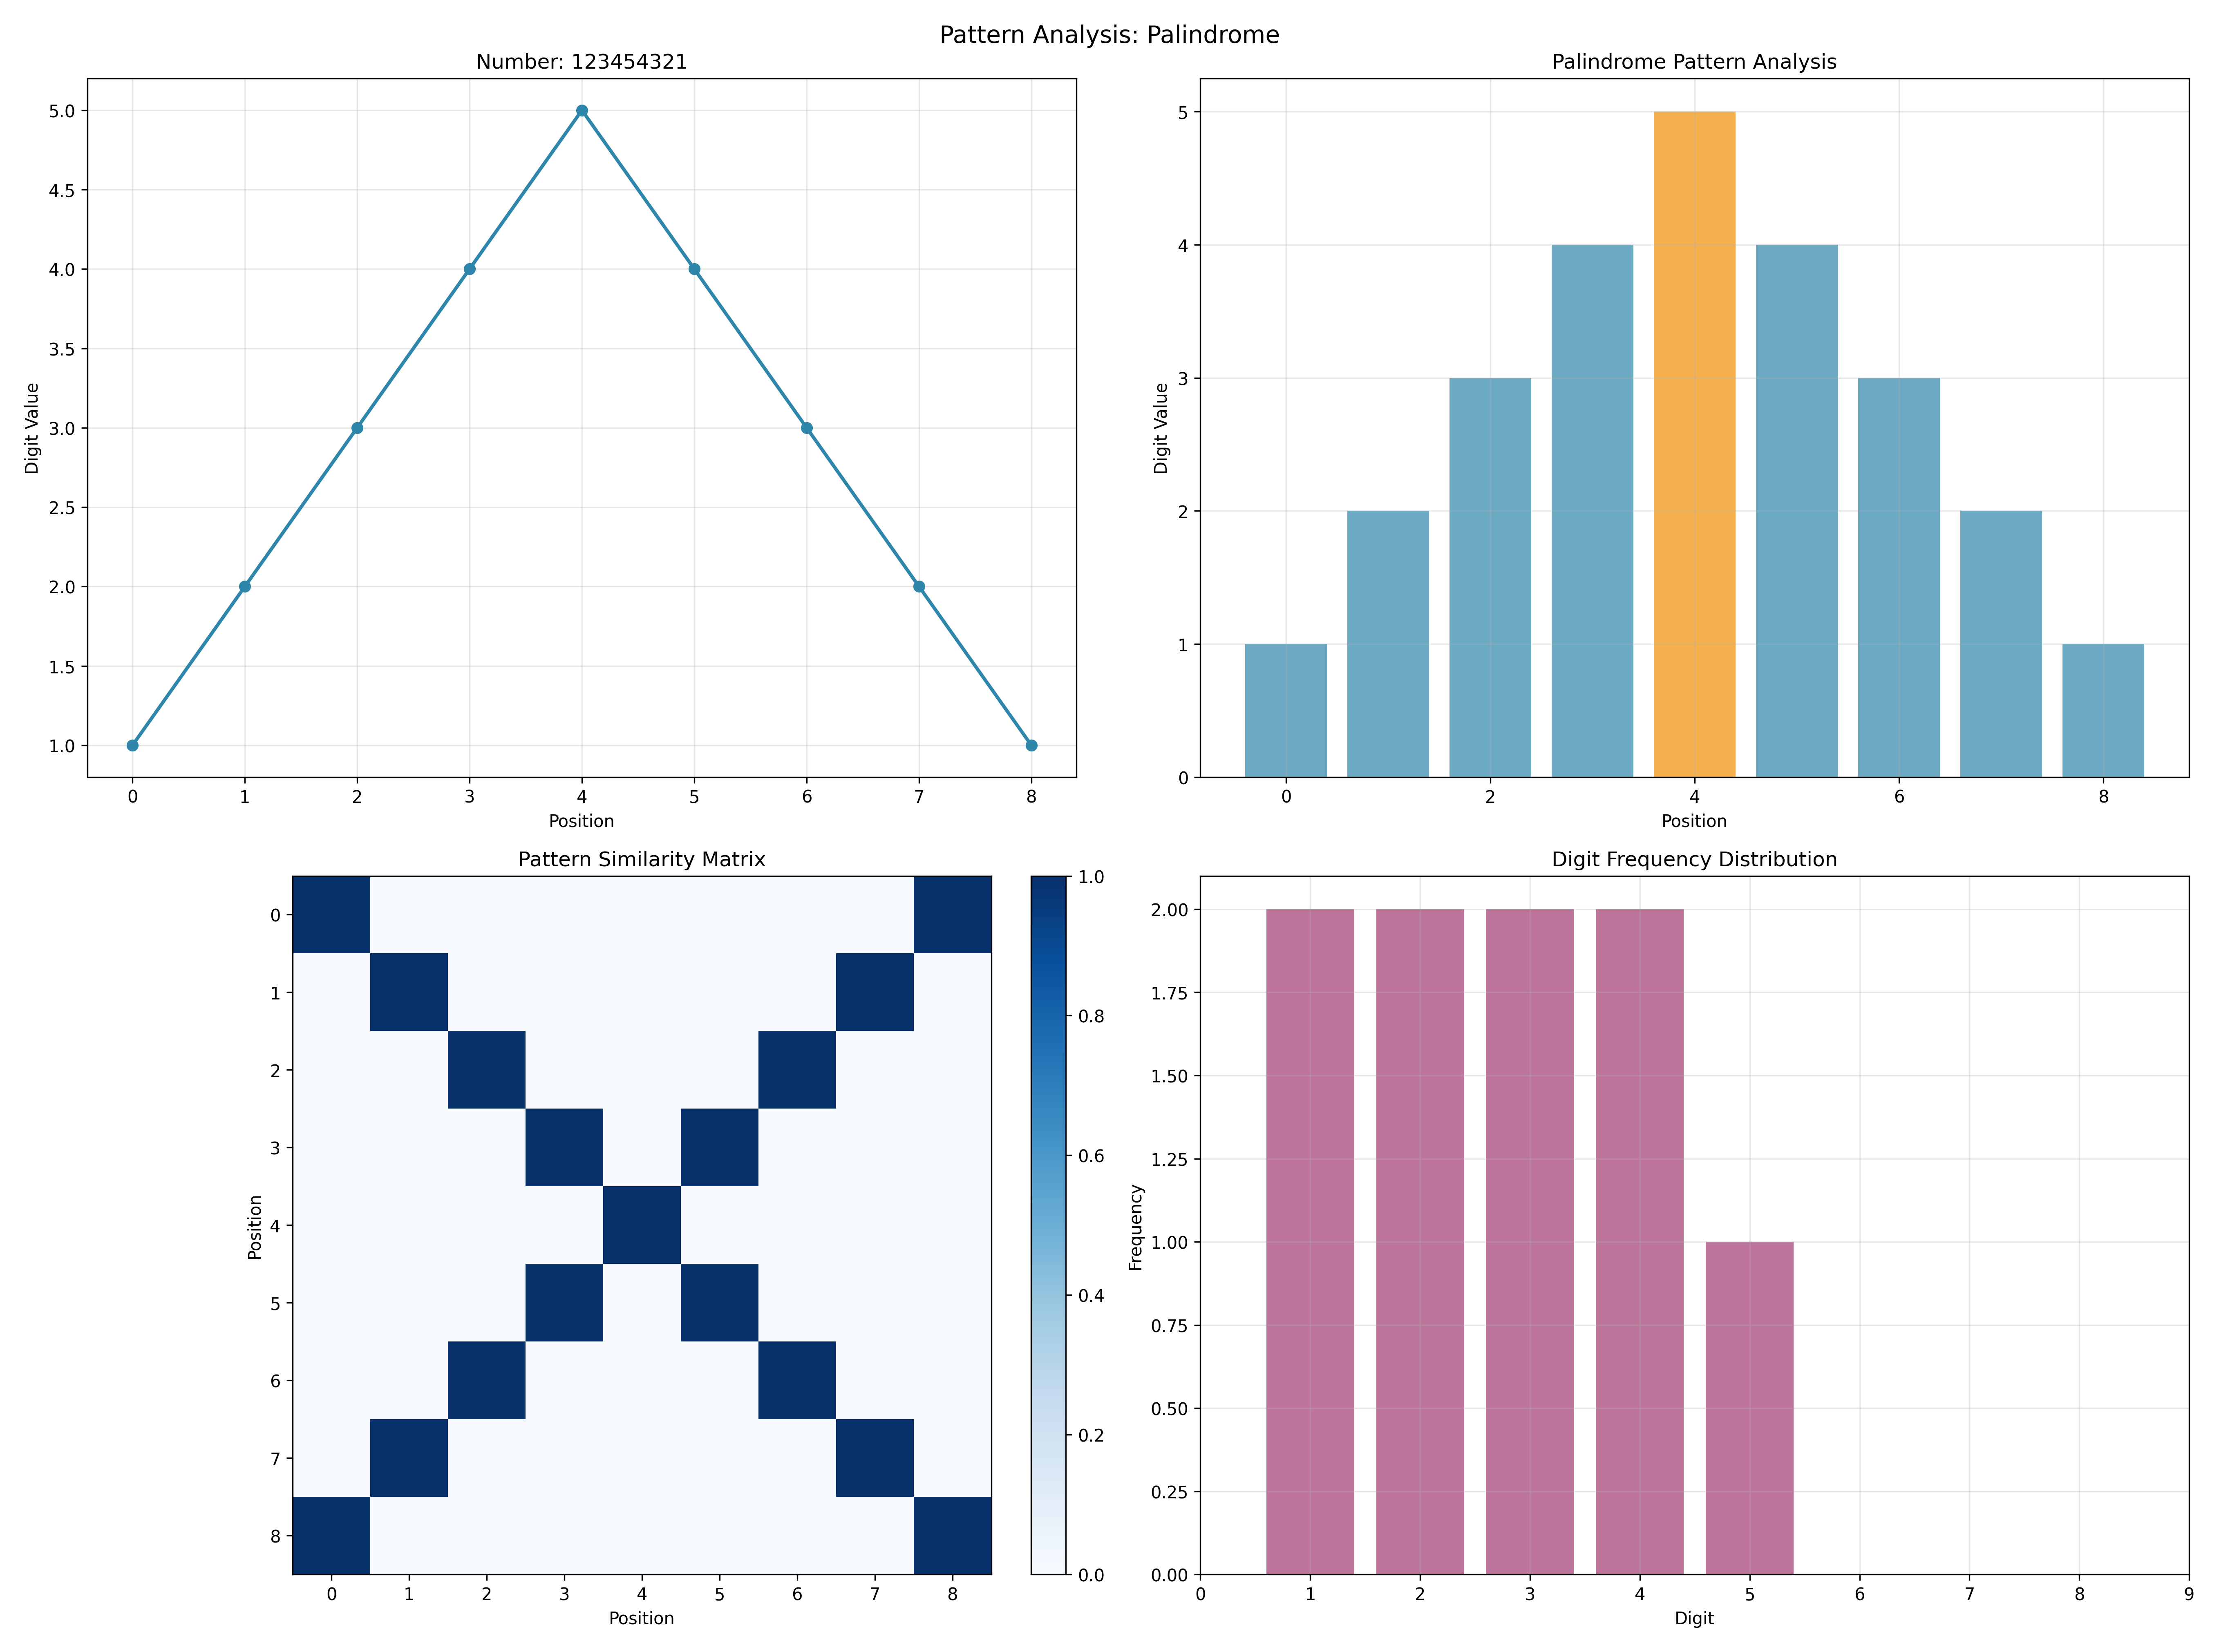 Pattern Analysis: Palindrome
Number: 123454321
5.0
4.5
4.0
3.5
3.0
2.5
2.0
1.5
1.0
Digit Value
0 1 2 3 4 5 6 7 8
Position
Palindrome Pattern Analysis
5
4
3
2
1
0
Digit Value
0 2 4 6 8
Position
Pattern Similarity Matrix
0
1
2
3
4
5
6
7
8
Position
0 1 2 3 4 5 6 7 8
Position
1.0
0.8
0.6
0.4
0.2
0.0
Digit Frequency Distribution
2.00
1.75
1.50
1.25
1.00
0.75
0.50
0.25
0.00
Frequency
0 1 2 3 4 5 6 7 8 9
Digit